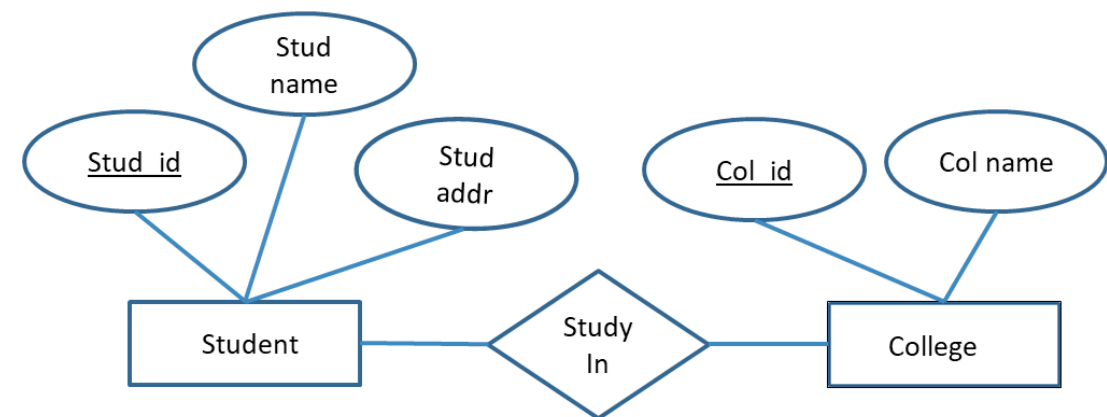 Stud
name
Stud_id
Stud
addr
Col_id
Col name
Student
Study
In
College